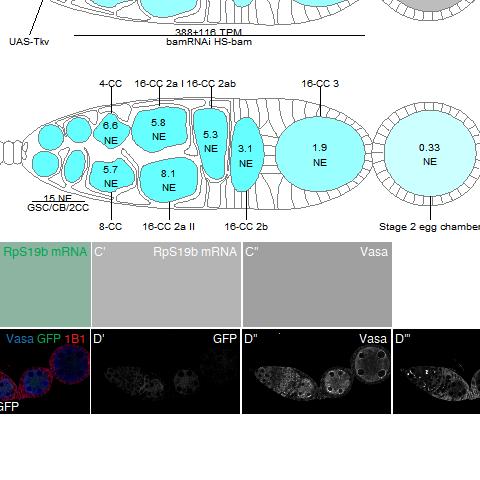 388+116 TPM
UAS-Tkv
bamRNAi HS-bam
4-CC
16-CC 2a I
16-CC 2ab
16-CC 3
6.6
NE
5.8
NE
5.3
NE
3.1
NE
1.9
NE
0.33
NE
5.7
NE
8.1
NE
15 NE
GSC/CB/2CC
8-CC
16-CC 2a II
16-CC 2b
Stage 2 egg chamber
RpS19b mRNA
C'
RpS19b mRNA
C''
Vasa
Vasa GFP 1B1
D'
GFP
D''
Vasa
D'''
GFP